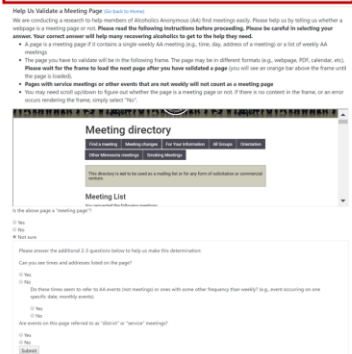 Help Us Validate a Meeting Page (Go back to Home)
We are conducting a research to help members of Alcoholics Anonymous (AA) find meetings easily. Please help us by telling us whether a
webpage is a meeting page or not. Please read the following instructions before proceeding. Please be careful in selecting your
answer. Your correct answer will help many recovering alcoholics to get to the help they need.
• A page is a meeting page if it contains a single weekly AA meeting (e.g., time, day, address of a meeting) or a list of weekly AA
meetings
• The page you have to validate will be in the following frame. The page may be in different formats (e.g., webpage, PDF, calendar, etc).
Please wait for the frame to load the next page after you have validated a page (you will see an orange bar above the frame until
the page is loaded).
• Pages with service meetings or other events that are not weekly will not count as a meeting page
• You may need scroll up/down to figure out whether the page is a meeting page or not. If there is no content in the frame, or an error
occurs rendering the frame, simply select "No".
Meeting directory
Find a meeting Meeting changes For Your Information All Groups Orientation
Other Minnesota meetings Smoking Meetings
This directory is not to be used as a mailing list or for any form of solicitation or commercial
venture.
Meeting List
Is the above page a "meeting page"?
Yes
No
Not sure
Please answer the additional 2-3 questions below to help us make this determination:
Can you see times and addresses listed on the page?
Yes
No
Do these times seem to refer to AA events (not meetings) or ones with some other frequency than weekly? (e.g., event occurring on one
specific date, monthly events)
Yes
No
Are events on this page referred to as "district" or "service" meetings?
Yes
No
Submit